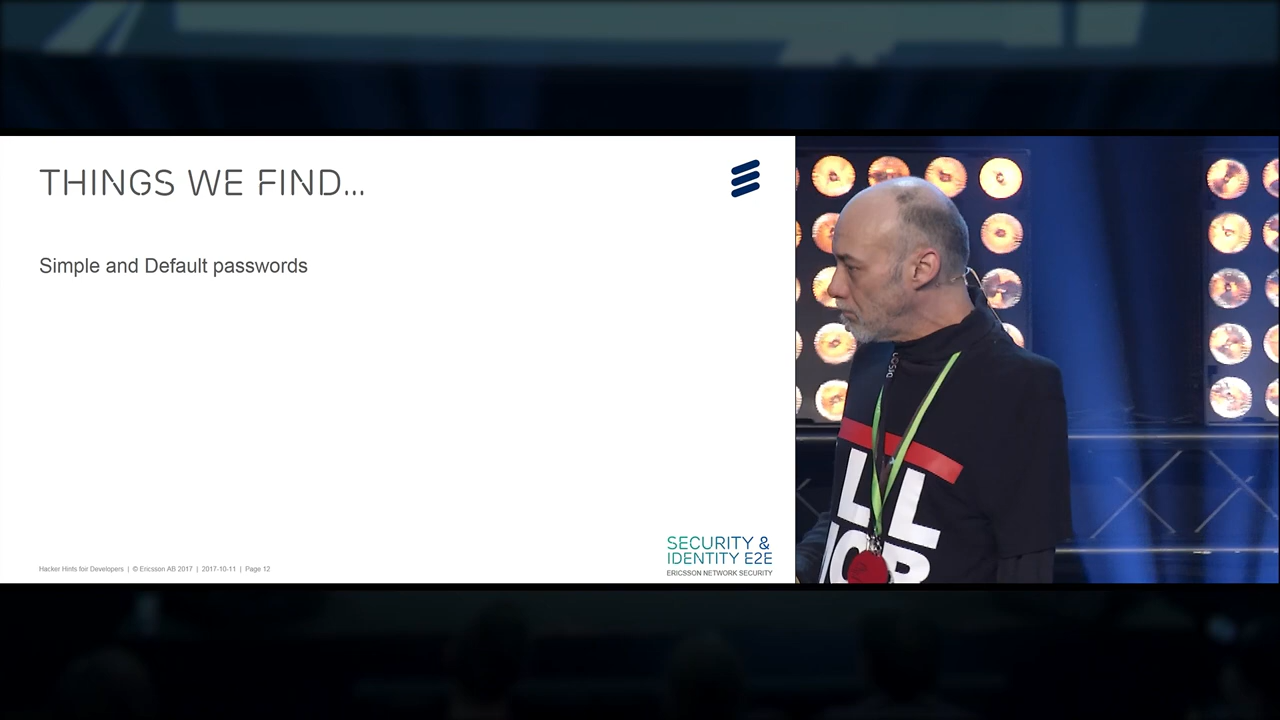 THINGS WE FIND...
Simple and Default passwords
SECURITY &
IDENTITY E2E
ERICSSON NETWORK SECURITY
Hacker Hints foir Developers | © Ericsson AB 2017 | 2017-10-11 | Page 12